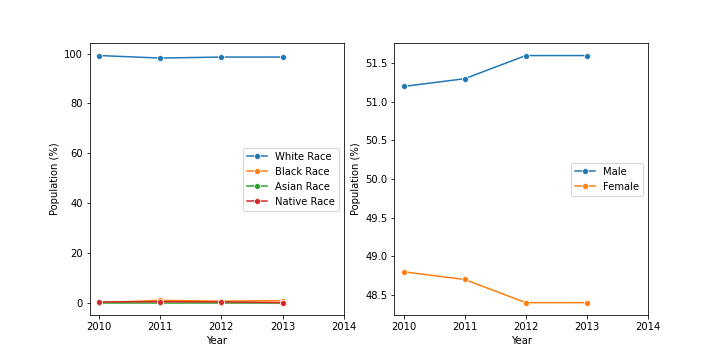 100
80
60
40
20
0
Population (%)
White Race
Black Race
Asian Race
Native Race
2010 2011 2012 2013 2014
Year
51.5
51.0
50.5
50.0
49.5
49.0
48.5
Population (%)
Male
Female
2010 2011 2012 2013 2014
Year